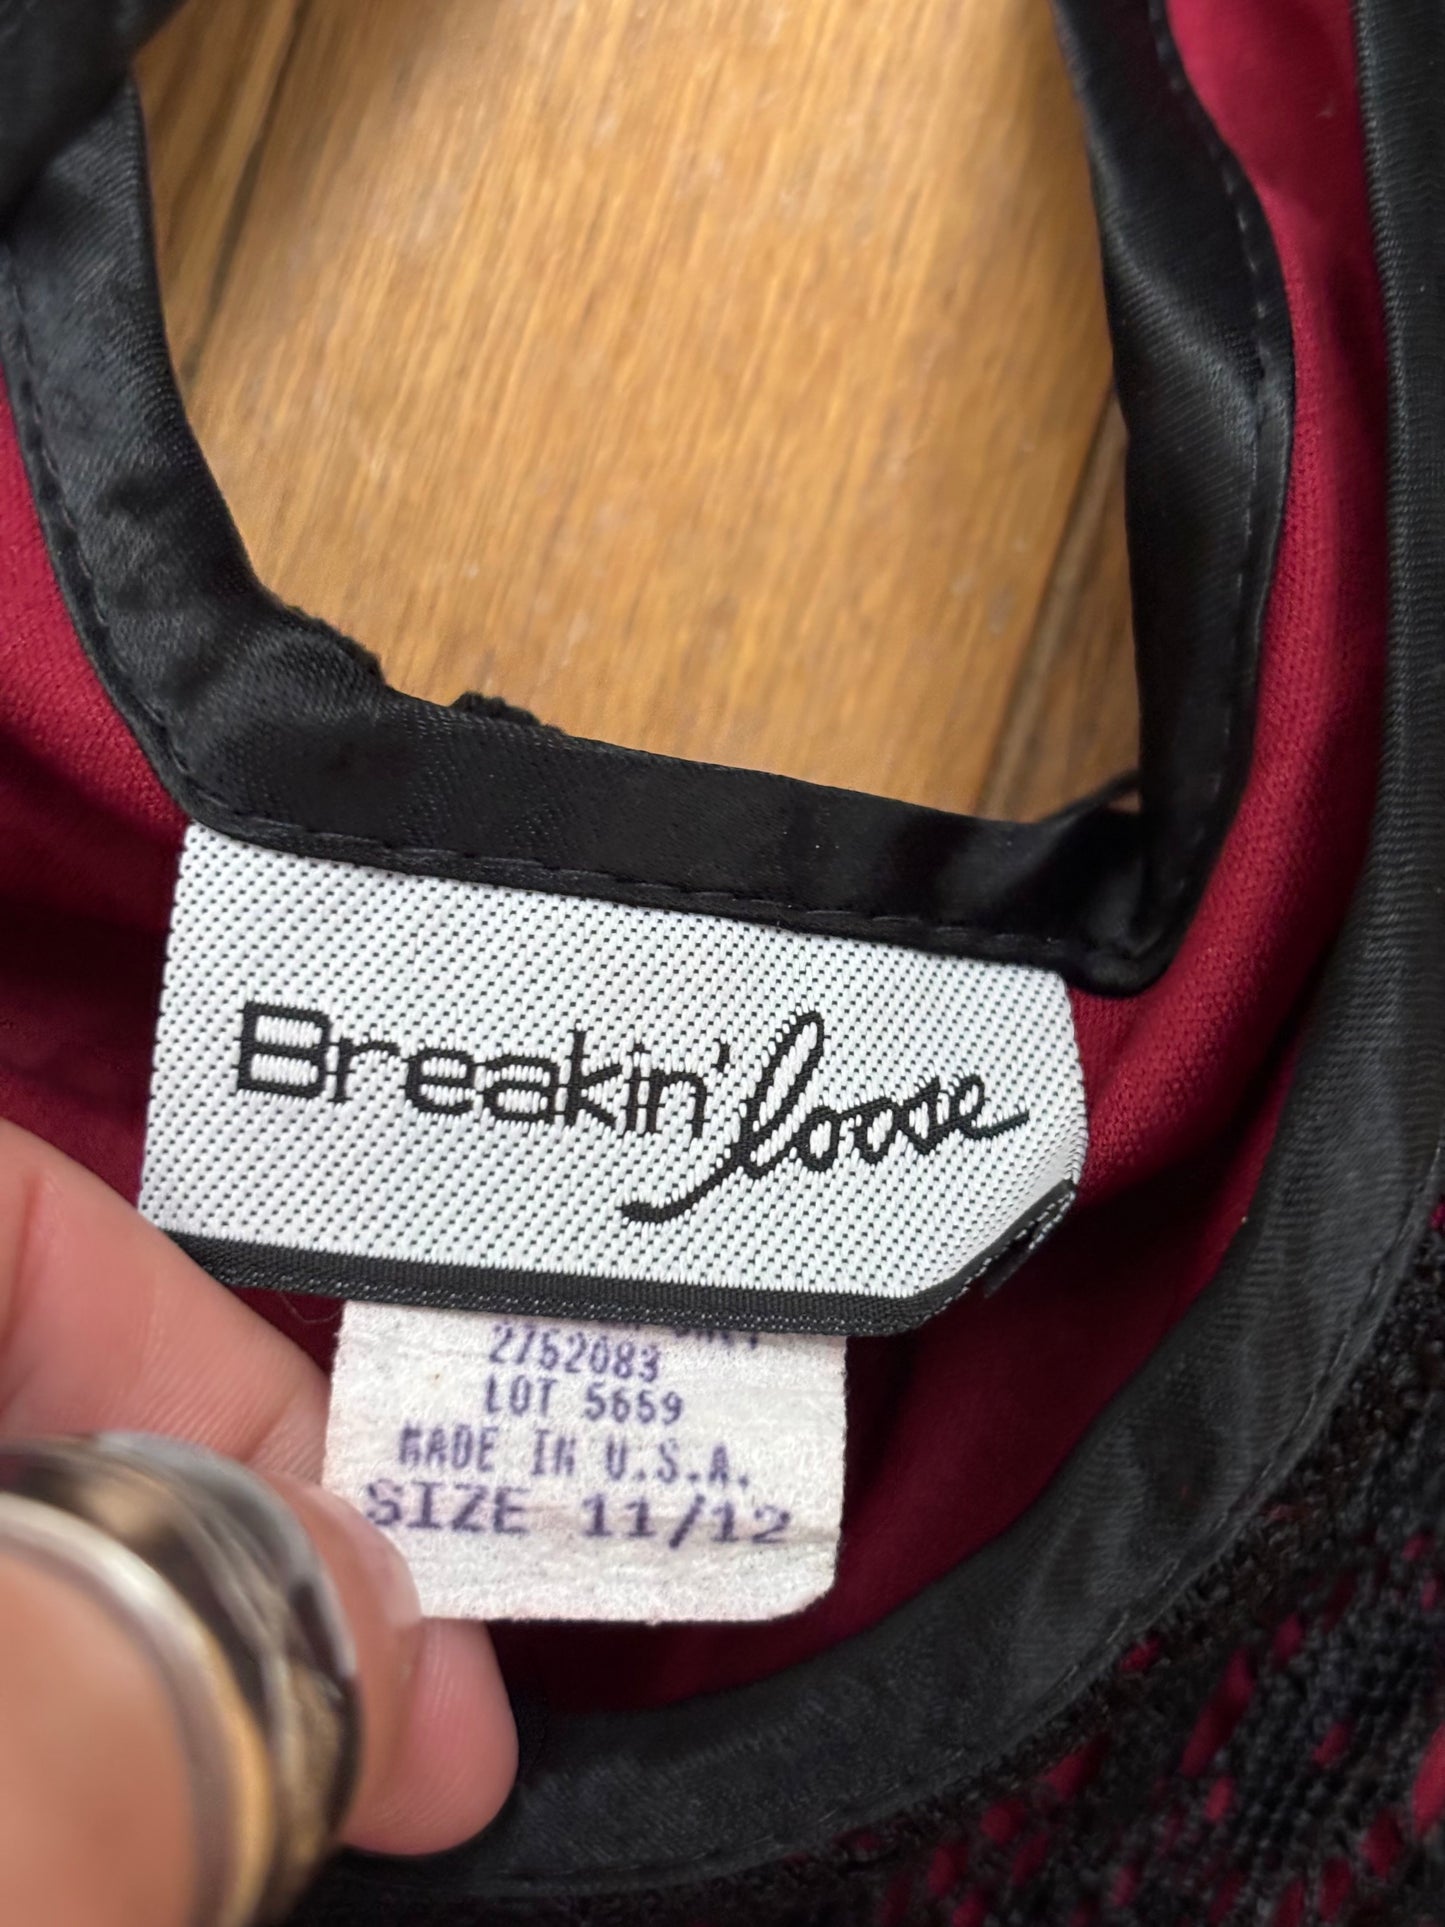 Breakin' loose
2752083
LOT 5659
MADE IN U.S.A.
SIZE 11/12